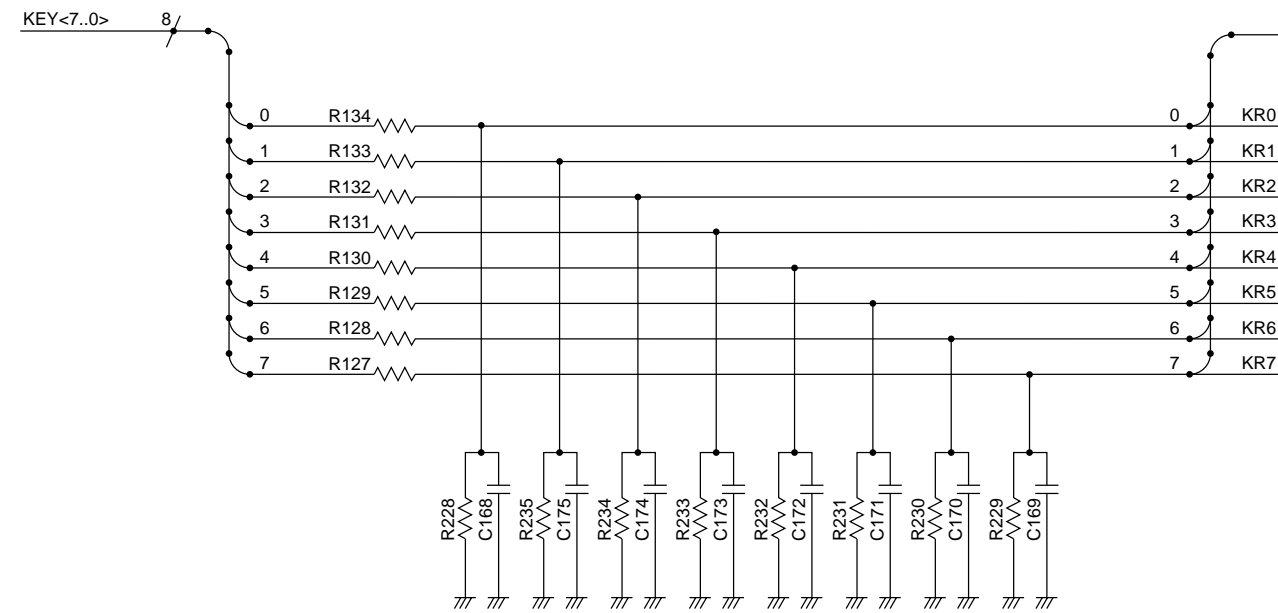 KEY<7..0> 8
0 R134 0 KR0
1 R133 1 KR1
2 R132 2 KR2
3 R131 3 KR3
4 R130 4 KR4
5 R129 5 KR5
6 R128 6 KR6
7 R127 7 KR7
R228 C168 R235 C175 R234 C174 R233 C173 R232 C172 R231 C171 R230 C170 R229 C169